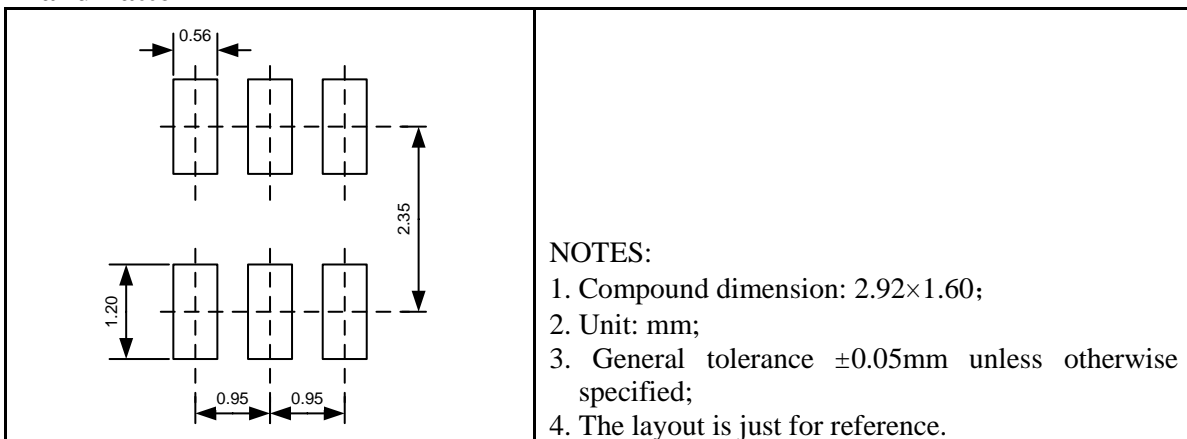 0.56
2.35
1.20
0.95 0.95
NOTES:
1. Compound dimension: 2.92×1.60；
2. Unit: mm;
3. General tolerance ±0.05mm unless otherwise
specified;
4. The layout is just for reference.